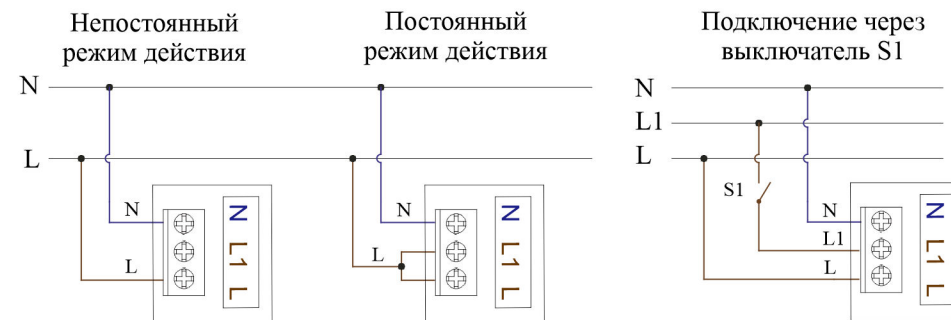 Непостоянный
режим действия
Постоянный
режим действия
Подключение через
выключатель S1
N
L
N
L
N L1 L
N
L
N L1 L
N
L1
L
S1
N
L1
L
N L1 L